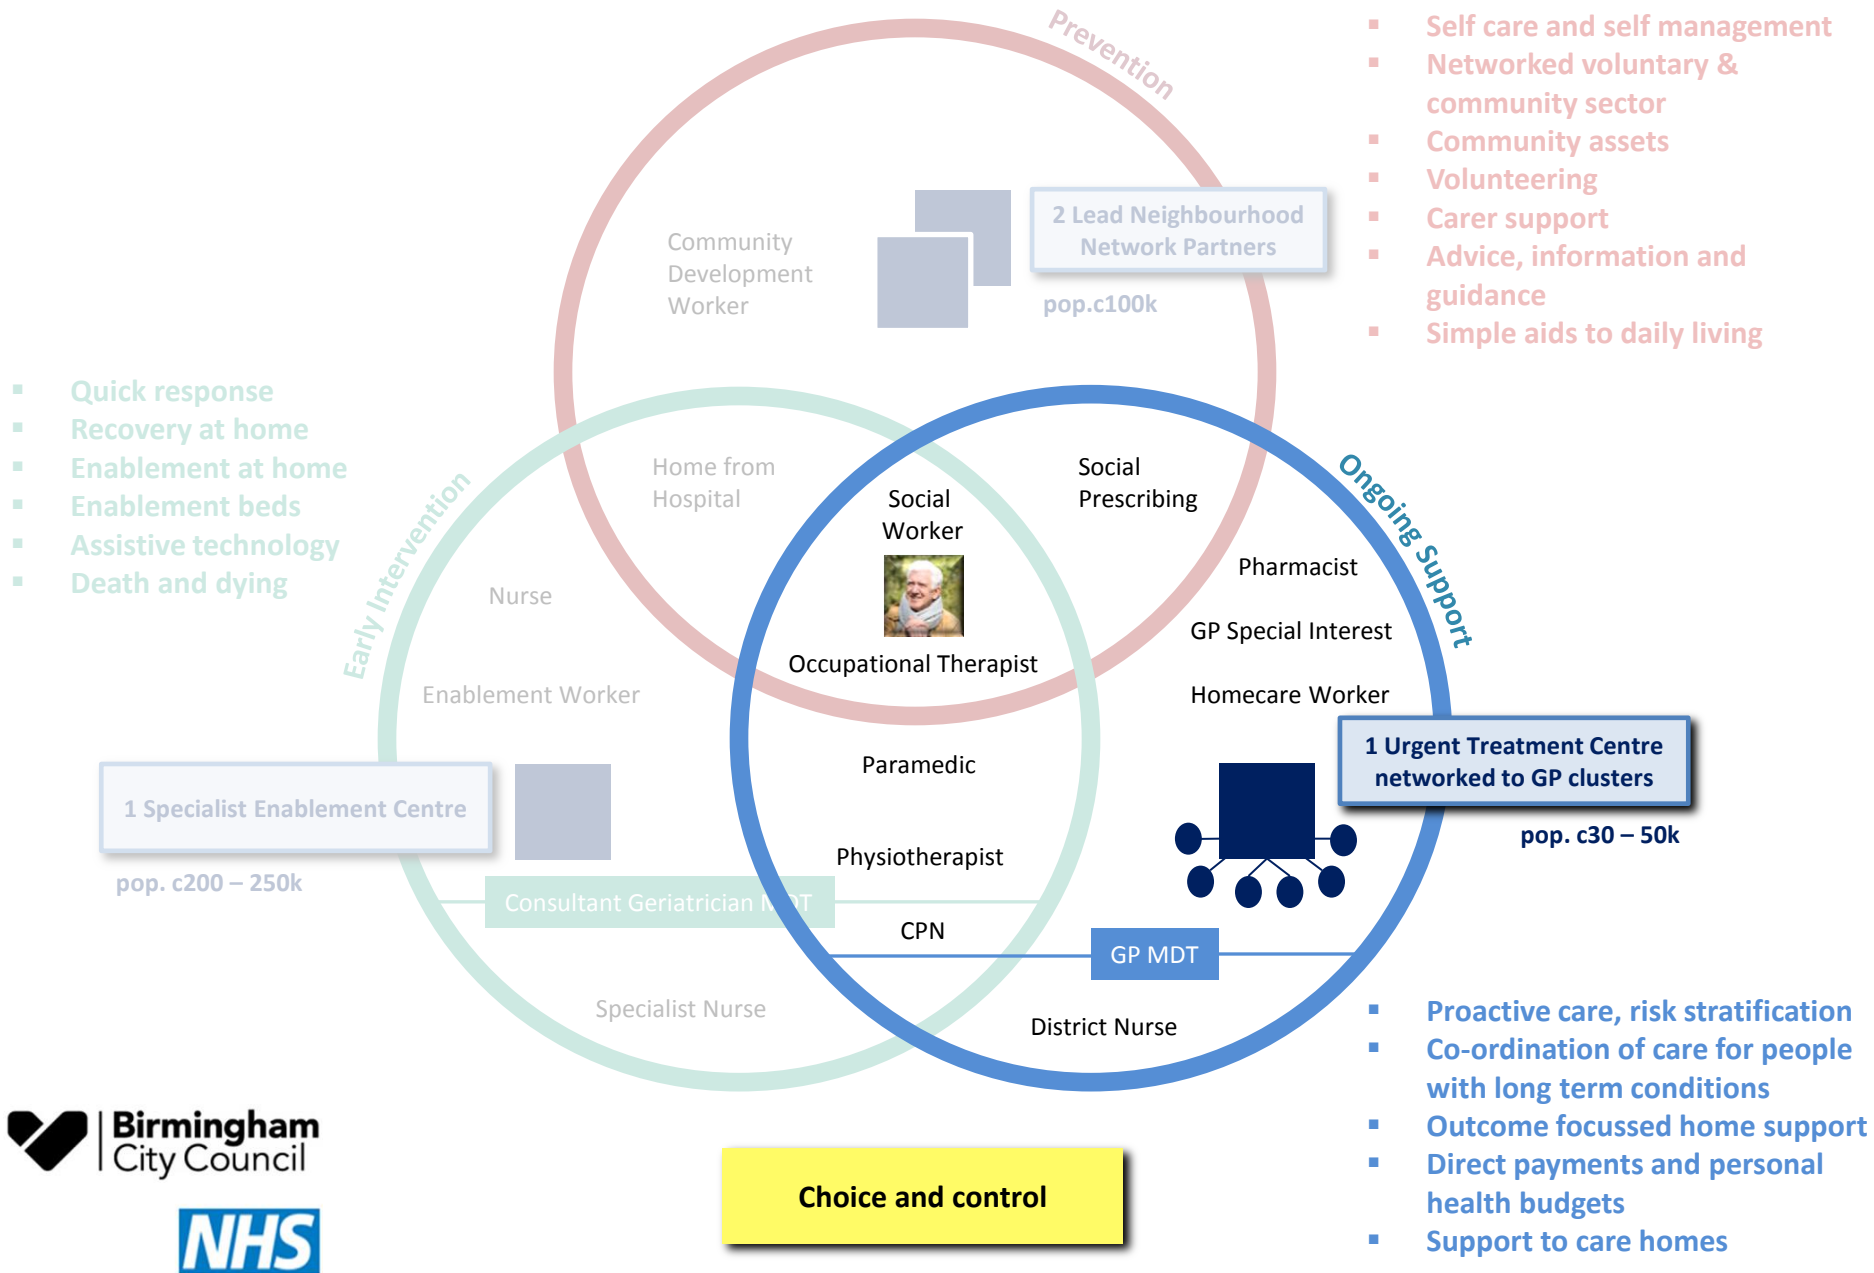 Prevention
▪ Self care and self management
▪ Networked voluntary &
community sector
▪ Community assets
▪ Volunteering
▪ Carer support
▪ Advice, information and
guidance
▪ Simple aids to daily living
2 Lead Neighbourhood
Network Partners
pop.c100k
Community
Development
Worker
▪ Quick response
▪ Recovery at home
▪ Enablement at home
▪ Enablement beds
▪ Assistive technology
▪ Death and dying
Early Intervention
Home from
Hospital
Social
Worker
Social
Prescribing
Ongoing Support
Nurse
Pharmacist
GP Special Interest
Occupational Therapist
Enablement Worker
Homecare Worker
1 Urgent Treatment Centre
networked to GP clusters
pop. c30 – 50k
Paramedic
1 Specialist Enablement Centre
pop. c200 – 250k
Physiotherapist
Consultant Geriatrician MDT
CPN
GP MDT
Specialist Nurse
District Nurse
▪ Proactive care, risk stratification
▪ Co-ordination of care for people
with long term conditions
▪ Outcome focussed home support
▪ Direct payments and personal
health budgets
▪ Support to care homes
Birmingham
City Council
NHS
Choice and control